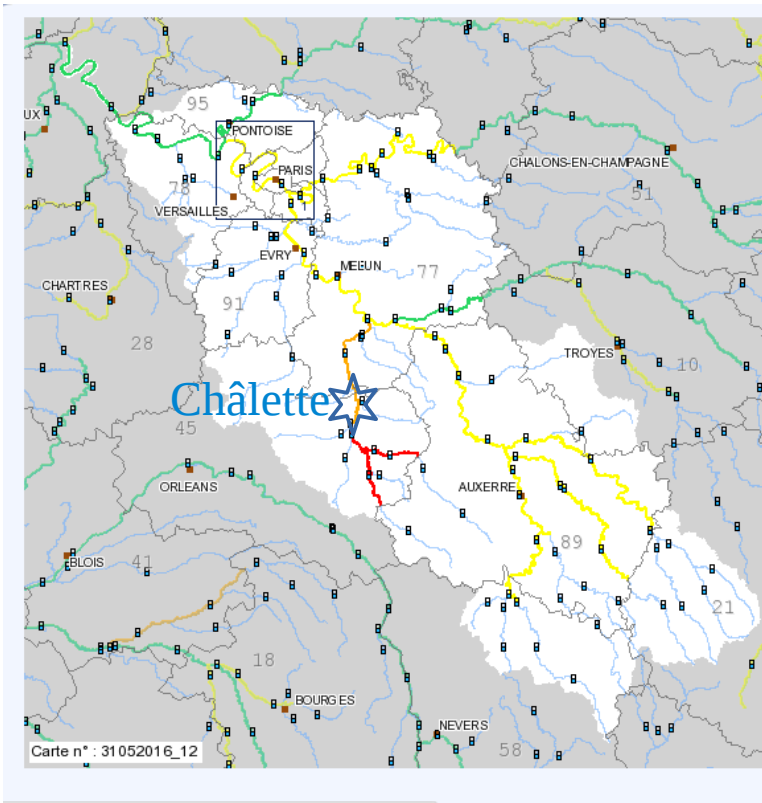 95
UX
PONTOISE
PARIS
CHALONS-EN-CHAMPAGNE
78
51
VERSAILLES
EVRY
MELUN
77
CHARTRES
91
28
TROYES
10
Châlette
45
ORLEANS
AUXERRE
BLOIS
41
89
21
18
BOURGES
NEVERS
58
Carte n° : 31052016_12